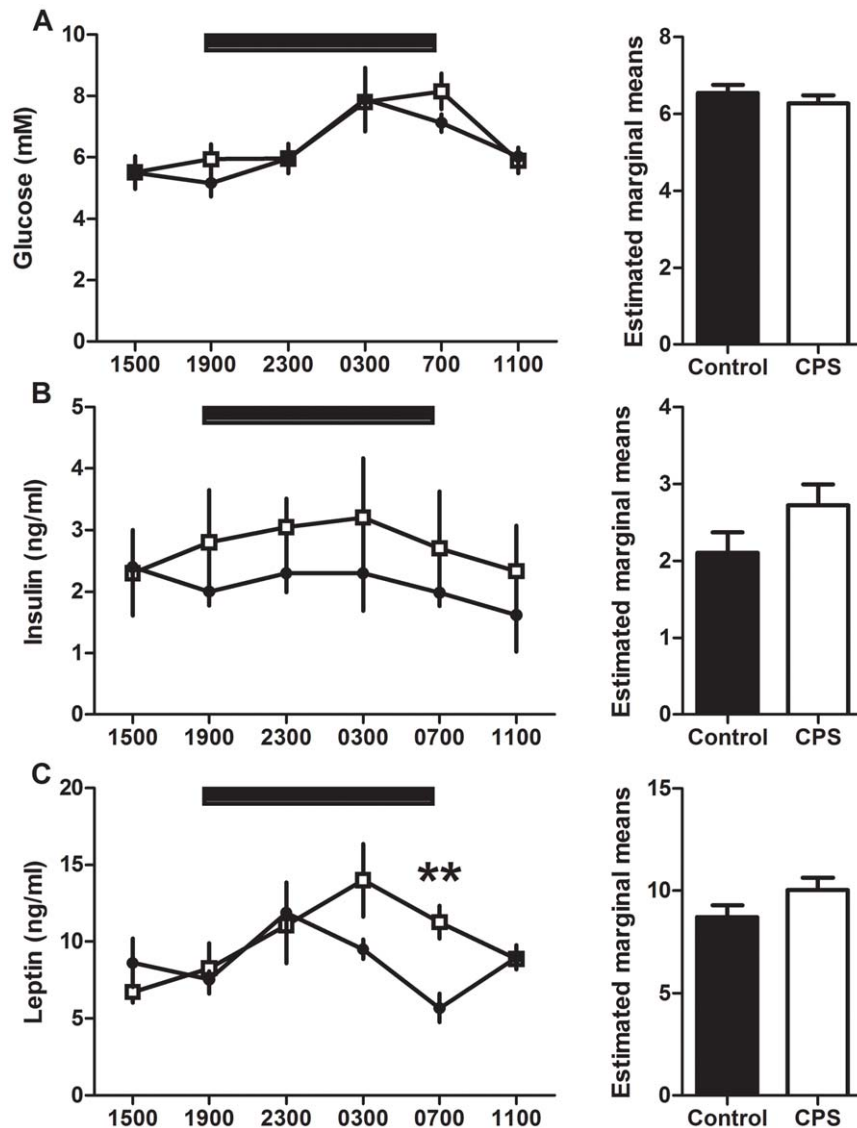 A
Glucose (mM)
10
8
6
4
2
0
1500 1900 2300 0300 700 1100
Estimated marginal means
8
6
4
2
0
Control CPS
B
Insulin (ng/ml)
5
4
3
2
1
0
1500 1900 2300 0300 0700 1100
Estimated marginal means
4
3
2
1
0
Control CPS
C
Leptin (ng/ml)
20
15
10
5
0
**
1500 1900 2300 0300 0700 1100
Estimated marginal means
15
10
5
0
Control CPS